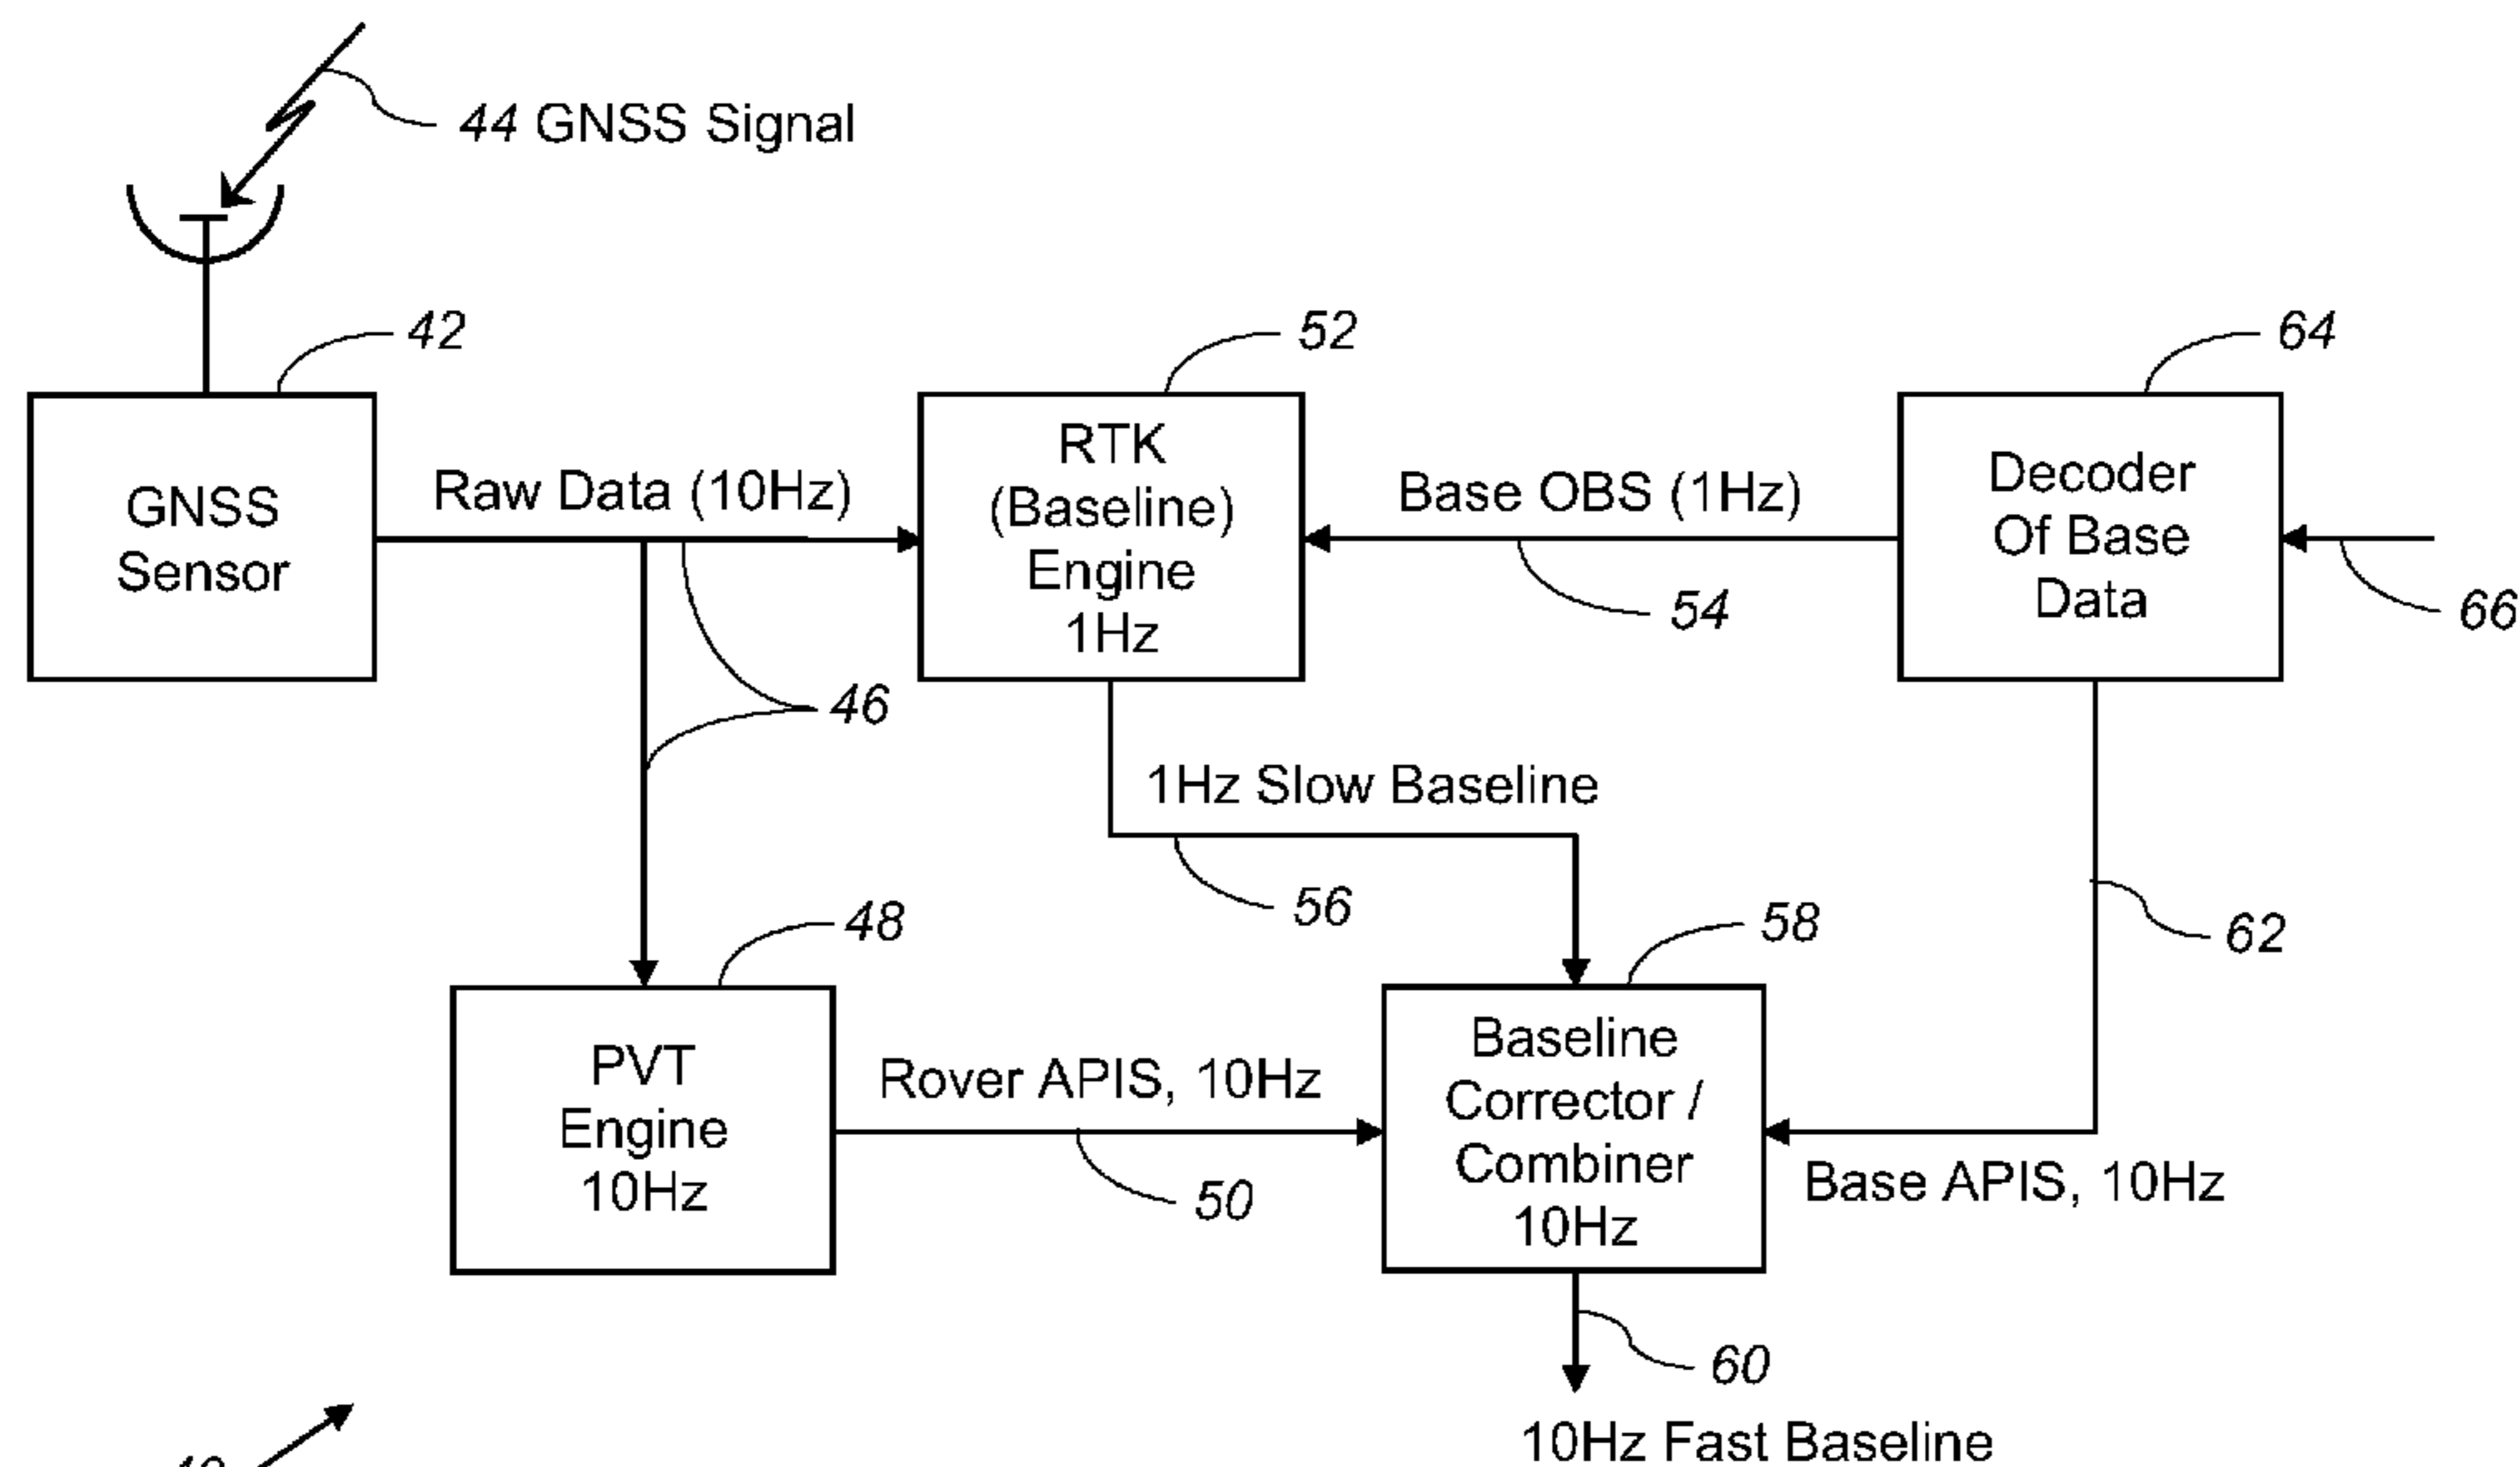 44 GNSS Signal
42
52
64
GNSS
Sensor
Raw Data (10Hz)
RTK
(Baseline)
Engine
1Hz
Base OBS (1Hz)
Decoder
Of Base
Data
54
66
46
1Hz Slow Baseline
56
62
48
58
PVT
Engine
10Hz
Rover APIS, 10Hz
50
Baseline
Corrector /
Combiner
10Hz
Base APIS, 10Hz
60
10Hz Fast Baseline